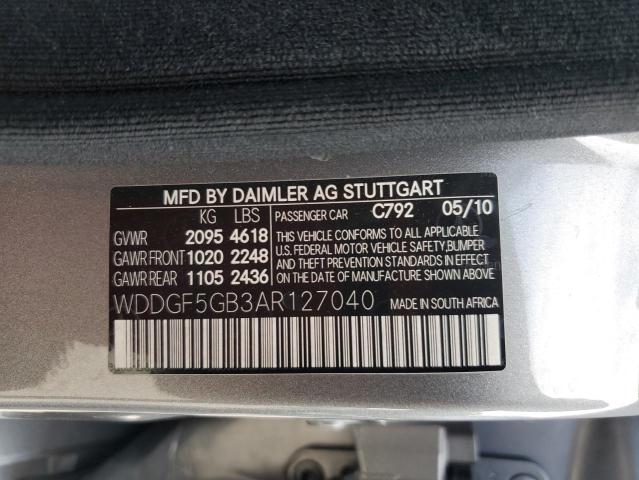 MFD BY DAIMLER AG STUTTGART
KG LBS PASSENGER CAR C792 05/10
GVWR 2095 4618 THIS VEHICLE CONFORMS TO ALL APPLICABLE
GAWR FRONT 1020 2248 U.S. FEDERAL MOTOR VEHICLE SAFETY, BUMPER
AND THEFT PREVENTION STANDARDS IN EFFECT
GAWR REAR 1105 2436 ON THE DATE OF MANUFACTURE SHOWN ABOVE
WDDGF5GB3AR127040 MADE IN SOUTH AFRICA